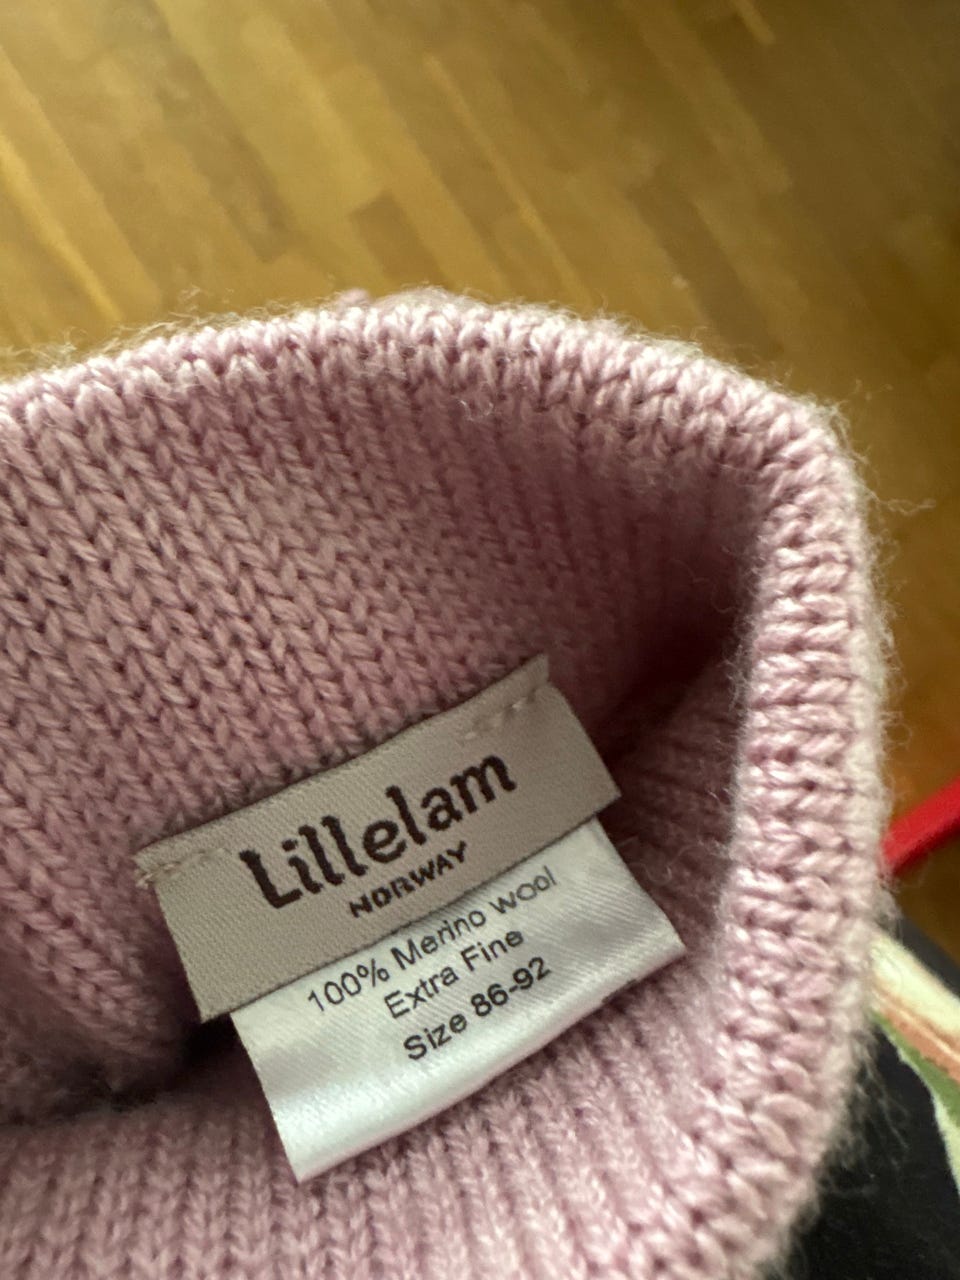 Lillelam
NORWAY
100% Merino wool
Extra Fine
Size 86-92